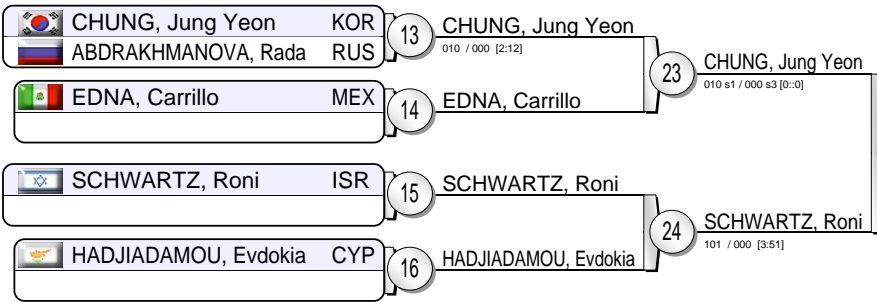 CHUNG, Jung Yeon KOR
ABDRAKHMANOVA, Rada RUS
13
CHUNG, Jung Yeon
010 / 000 [2:12]
EDNA, Carrillo MEX
14
EDNA, Carrillo
23
CHUNG, Jung Yeon
010 s1 / 000 s3 [0::0]
SCHWARTZ, Roni ISR
15
SCHWARTZ, Roni
HADJIADAMOU, Evdokia CYP
16
HADJIADAMOU, Evdokia
24
SCHWARTZ, Roni
101 / 000 [3:51]